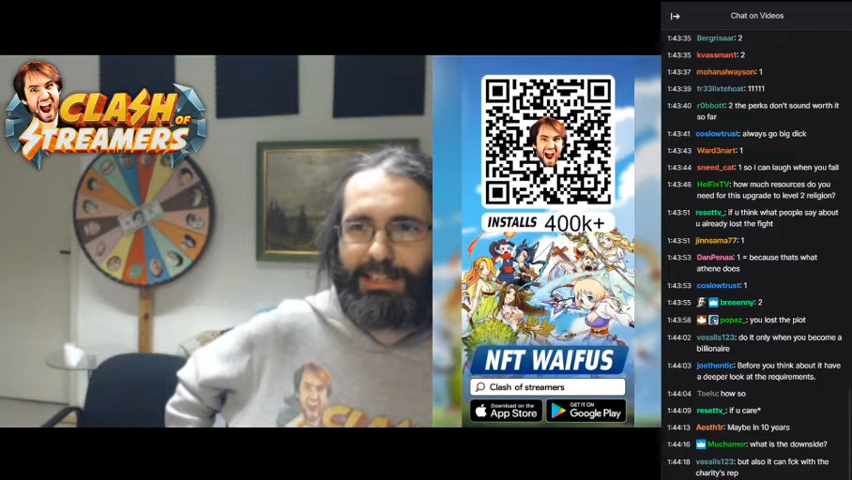 Chat on Videos
1:43:35 Bergrisaar: 2
1:43:35 kvassman1: 2
1:43:37 mohanalwayson: 1
1:43:39 fr33lixtehcat: 11111
1:43:40 r0bbott: 2 the perks don't sound worth it
so far
1:43:41 coslowtrust: always go big dick
1:43:43 Ward3nart: 1
1:43:44 sneed_cat: 1 so i can laugh when you fail
1:43:46 HelFixTV: how much resources do you
need for this upgrade to level 2 religion?
1:43:51 resettv_: if u think what people say about
u already lost the fight
1:43:51 jinnsama77: 1
1:43:53 DanPenaa: 1 = because thats what
athene does
1:43:53 coslowtrust: 1
1:43:55 broeenny: 2
1:43:58 popaz_: you lost the plot
1:44:02 vessils123: do it only when you become a
billionaire
1:44:03 joethentic: Before you think about it have
a deeper look at the requirements.
1:44:04 Toeks: how so
1:44:09 resettv_: if u care*
1:44:13 Aesth1r: Maybe in 10 years
1:44:16 Muchamor: what is the downside?
1:44:18 vessils123: but also it can fck with the
charity's rep
CLASH OF
STREAMERS
INSTALLS 400k+
NFT WAIFUS
Clash of streamers
Download on the
App Store
GET IT ON
Google Play
CLASH